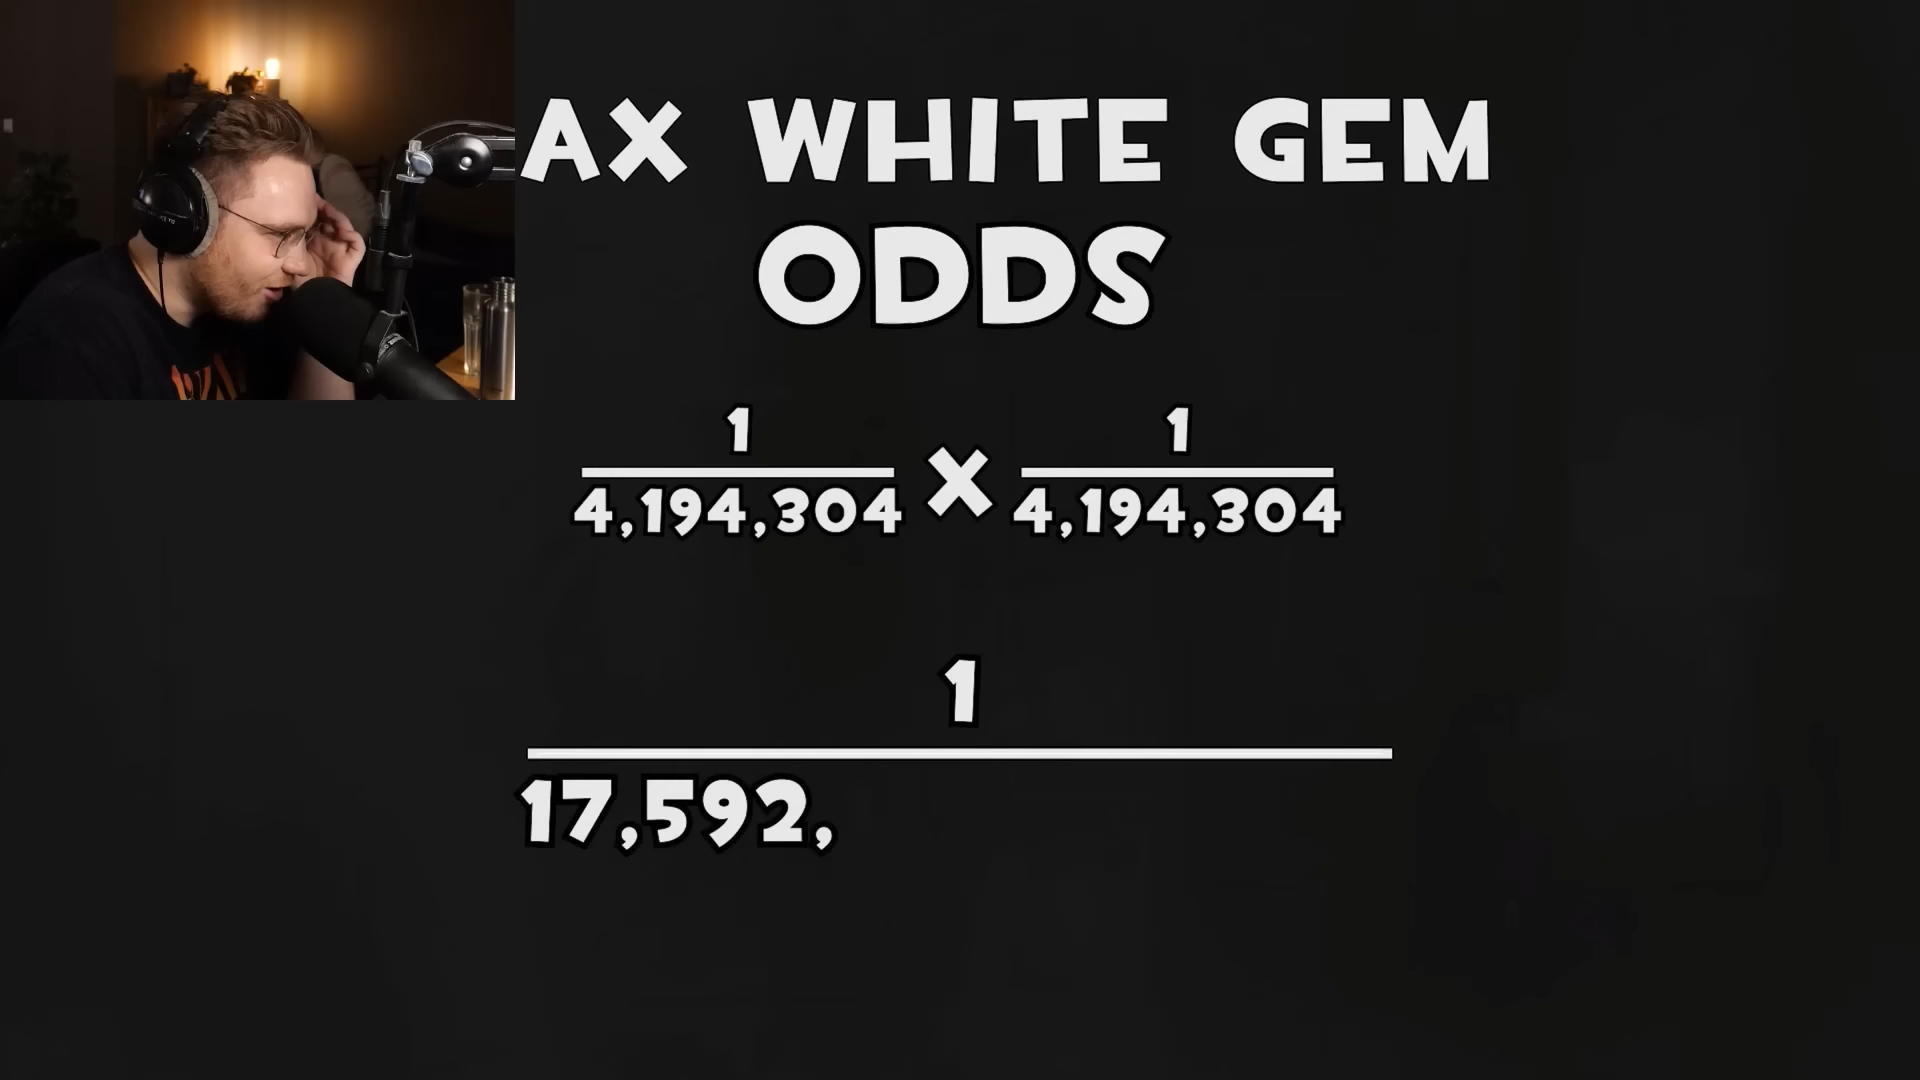 AX WHITE GEM
ODDS
1 1
4,194,304 × 4,194,304
1
17,592,